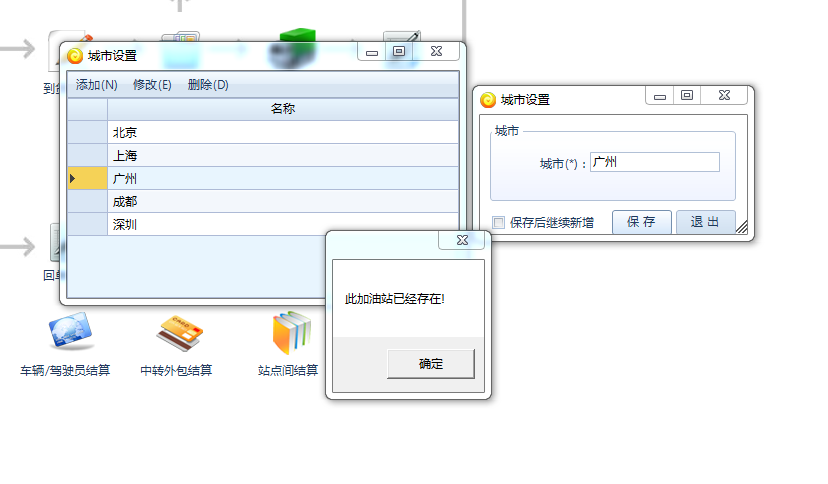 城市设置
添加(N) 修改(E) 删除(D)
名称
北京
上海
广州
成都
深圳
城市设置
城市
城市(*)：广州
保存后继续新增 保 存 退 出
此加油站已经存在!
确定
车辆/驾驶员结算 中转外包结算 站点间结算